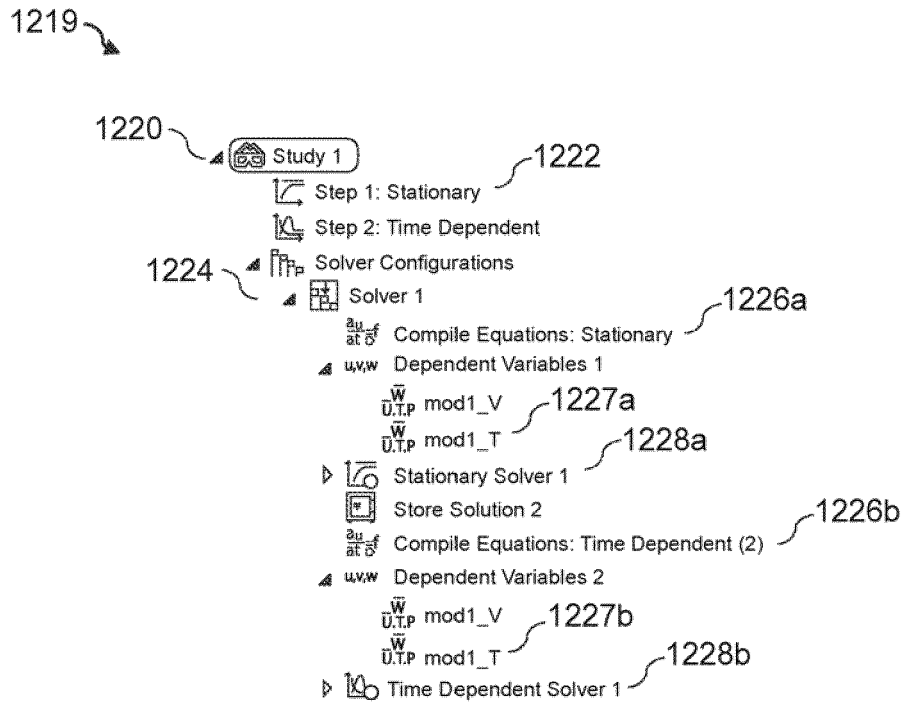 1219
1220
Study 1
1222
Step 1: Stationary
Step 2: Time Dependent
1224
Solver Configurations
Solver 1
1226a
Compile Equations: Stationary
u,v,w Dependent Variables 1
mod1_V
1227a
U.T.P mod1_T
1228a
Stationary Solver 1
Store Solution 2
1226b
Compile Equations: Time Dependent (2)
u,v,w Dependent Variables 2
U.T.P mod1_V
1227b
U.T.P mod1_T
1228b
Time Dependent Solver 1